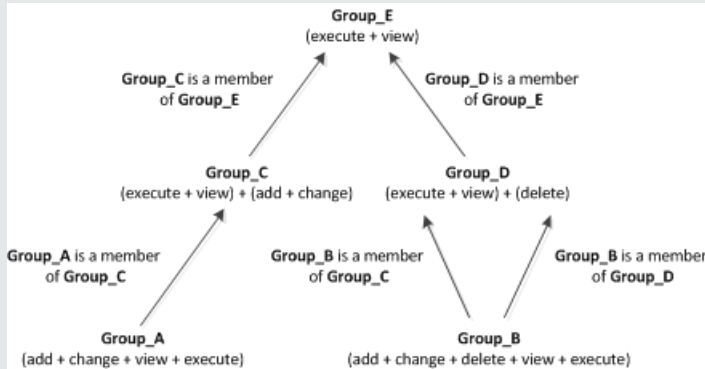 Group_E
(execute + view)
Group_C is a member
of Group_E
Group_D is a member
of Group_E
Group_C
(execute + view) + (add + change)
Group_D
(execute + view) + (delete)
Group_A is a member
of Group_C
Group_B is a member
of Group_C
Group_B is a member
of Group_D
Group_A
(add + change + view + execute)
Group_B
(add + change + delete + view + execute)